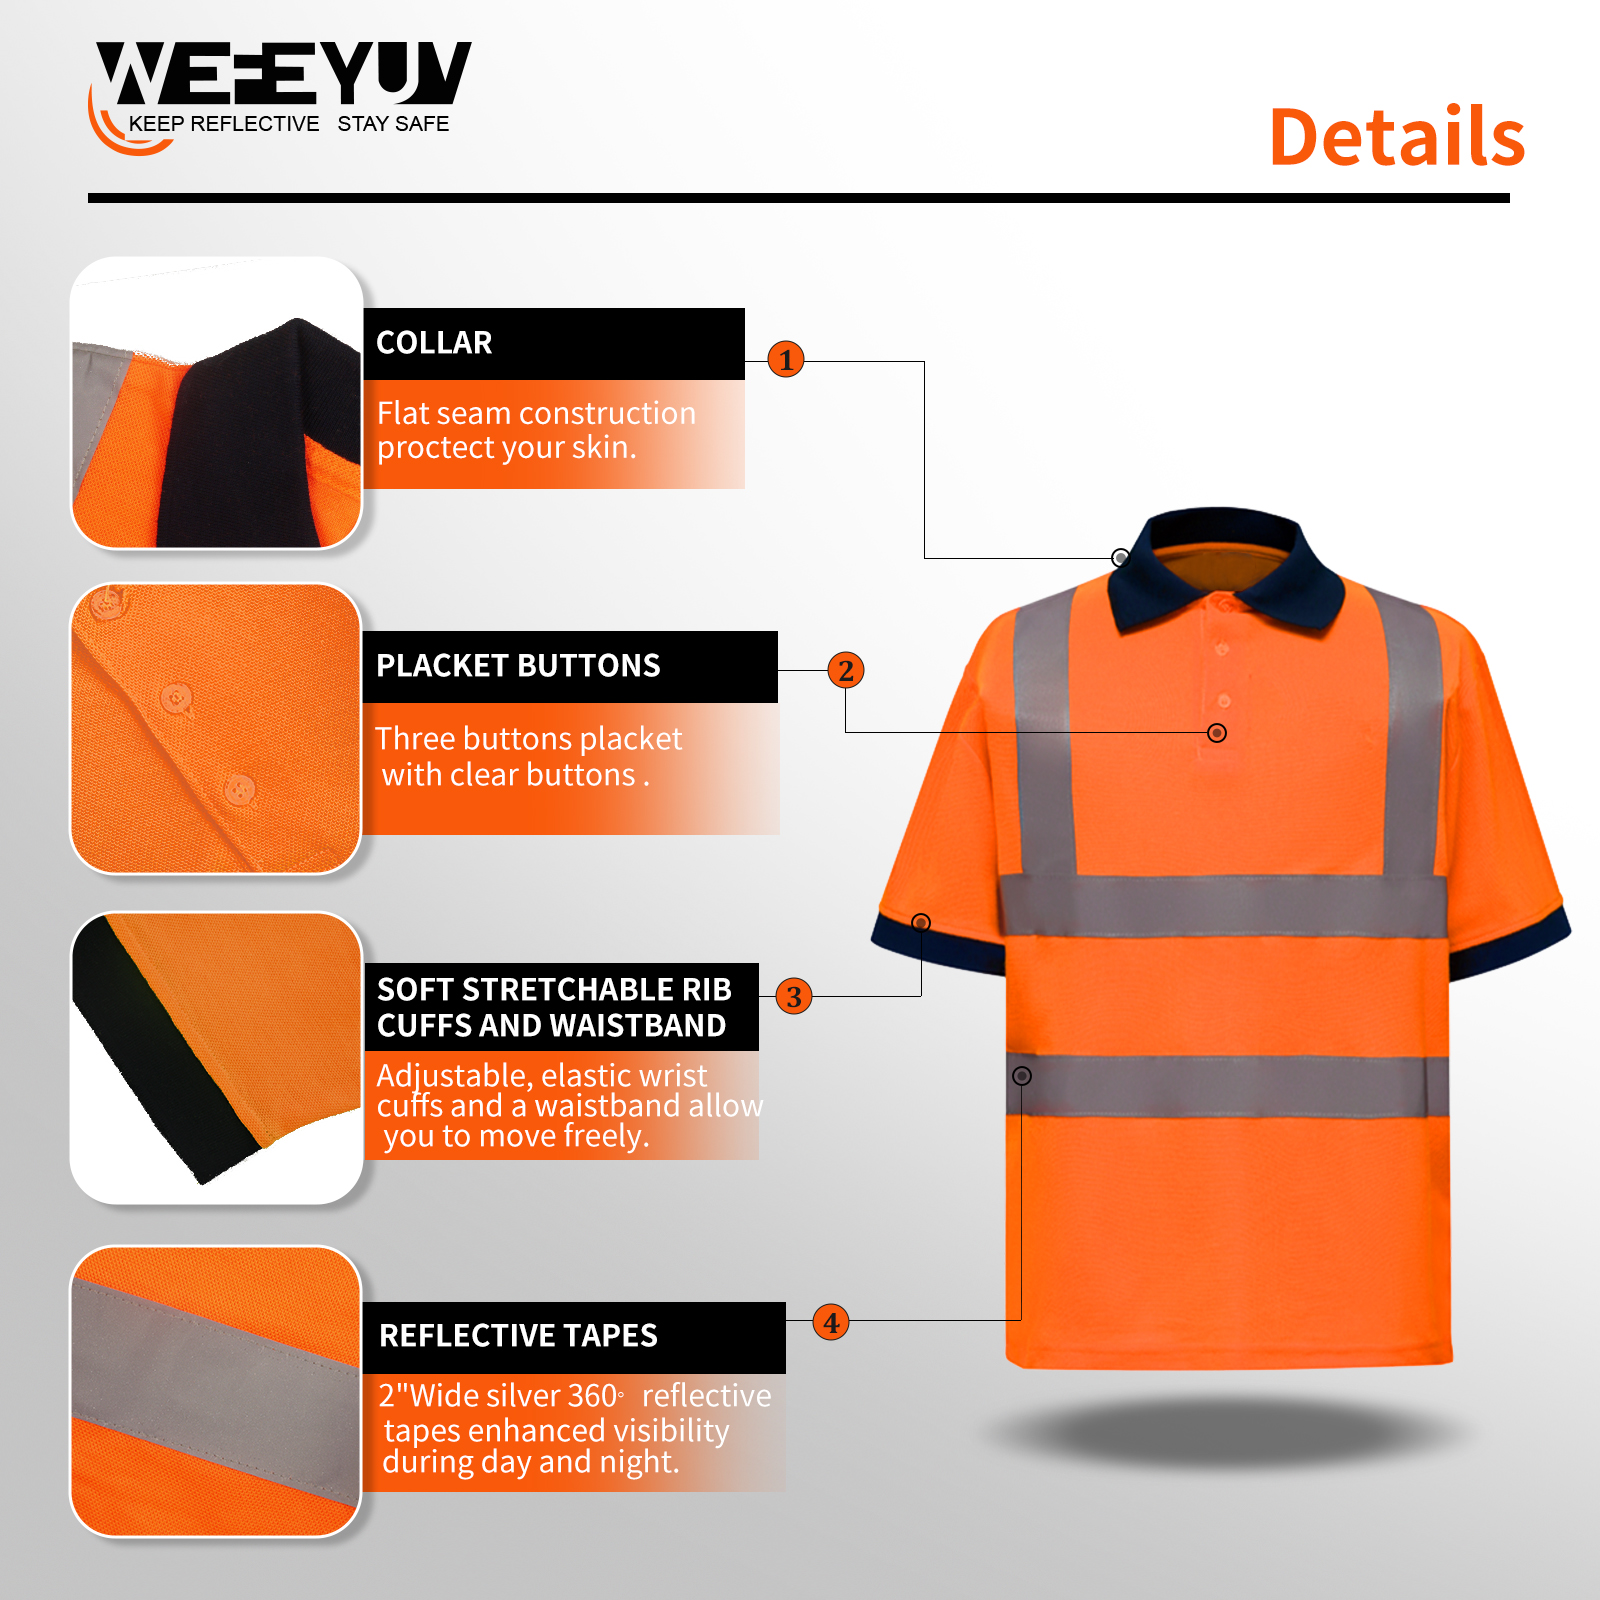 WEFEYUV
KEEP REFLECTIVE STAY SAFE
Details
COLLAR
Flat seam construction
proctect your skin.
1
PLACKET BUTTONS
Three buttons placket
with clear buttons .
2
SOFT STRETCHABLE RIB
CUFFS AND WAISTBAND
Adjustable, elastic wrist
cuffs and a waistband allow
you to move freely.
3
REFLECTIVE TAPES
2"Wide silver 360° reflective
tapes enhanced visibility
during day and night.
4